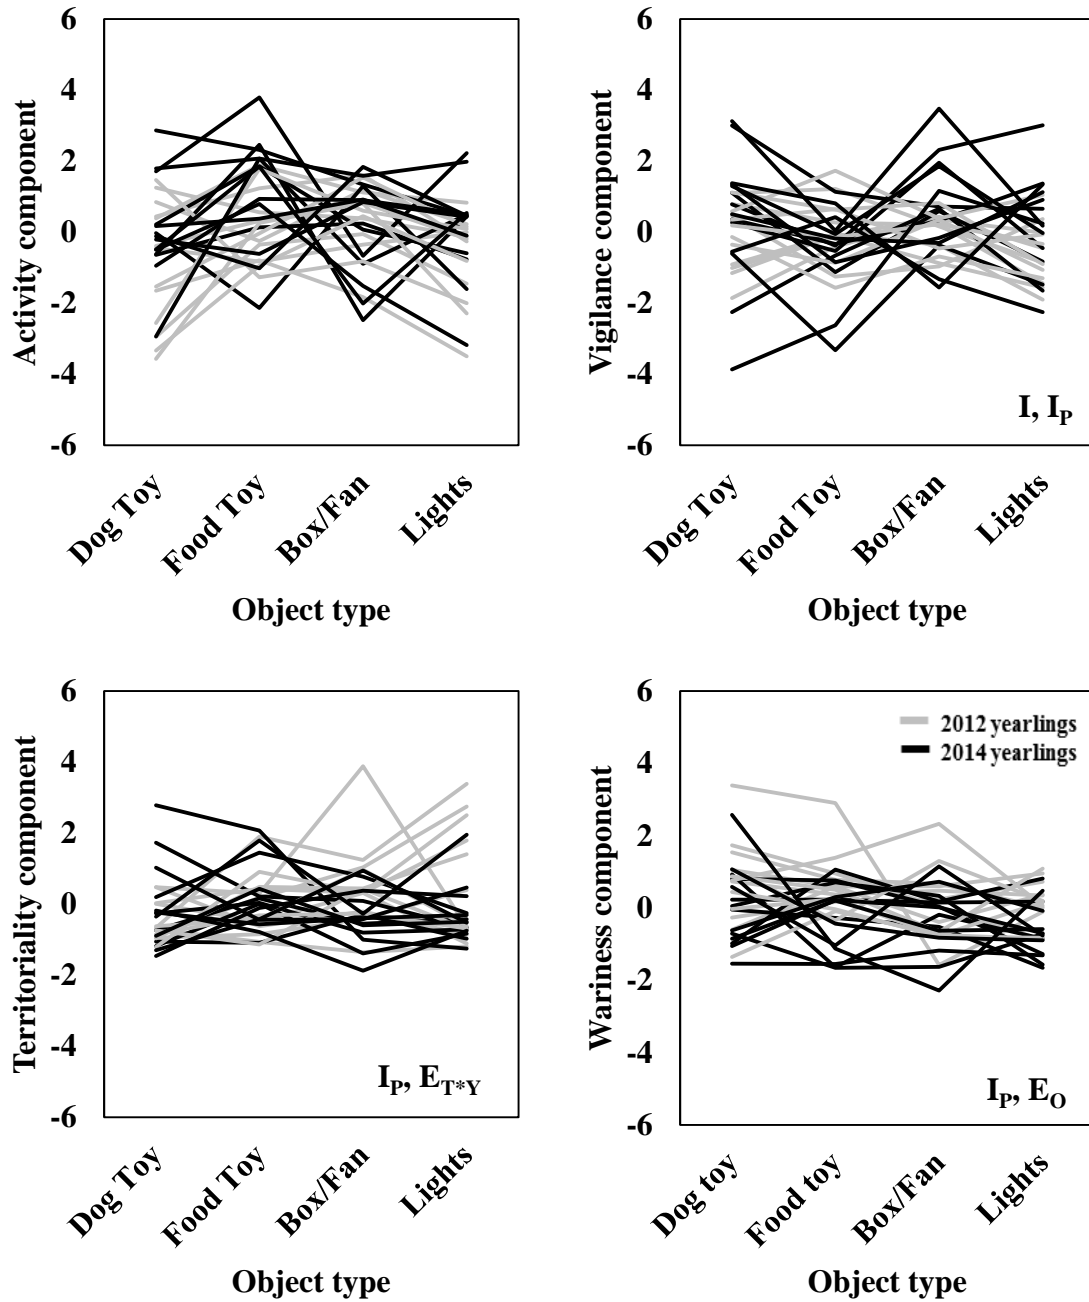 Activity component
6
4
2
0
-2
-4
-6
Dog Toy
Food Toy
Box/Fan
Lights
Object type
Vigilance component
6
4
2
0
-2
-4
-6
I, I_P
Dog Toy
Food Toy
Box/Fan
Lights
Object type
Territoriality component
6
4
2
0
-2
-4
-6
I_P, E_T*Y
Dog Toy
Food Toy
Box/Fan
Lights
Object type
Wariness component
6
4
2
0
-2
-4
-6
2012 yearlings
2014 yearlings
I_P, E_O
Dog toy
Food toy
Box/Fan
Lights
Object type